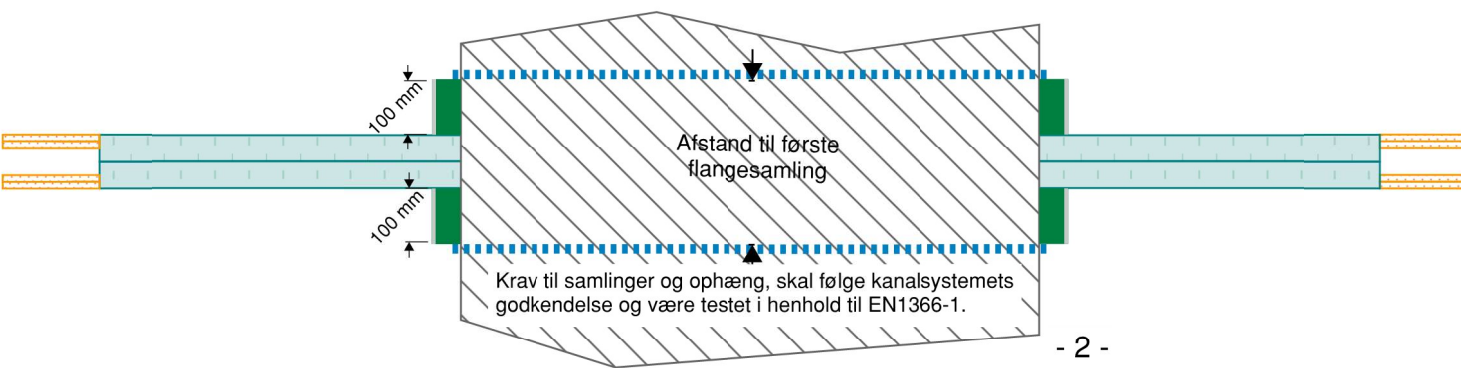 100 mm
Afstand til første
flangesamling
100 mm
Krav til samlinger og ophæng, skal følge kanalsystemets
godkendelse og være testet i henhold til EN1366-1.
- 2 -